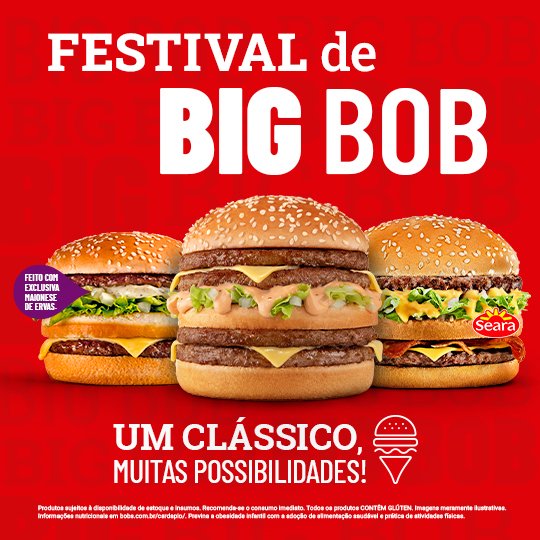 FESTIVAL de
BIG BOB
FEITO COM
EXCLUSIVA
MAIONESE
DE ERVAS.
Seara
UM CLÁSSICO,
MUITAS POSSIBILIDADES!
Produtos sujeitos à disponibilidade de estoque e insumos. Recomenda-se o consumo imediato. Todos os produtos CONTÊM GLÚTEN. Imagens meramente ilustrativas.
Informações nutricionais em bobs.com.br/cardapio/. Previna a obesidade infantil com a adoção de alimentação saudável e prática de atividades físicas.